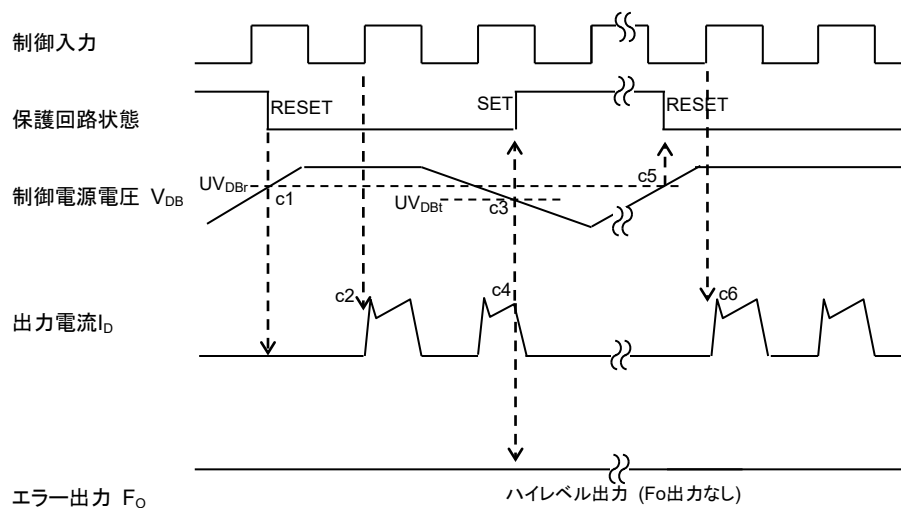 制御入力
保護回路状態
RESET
SET
RESET
制御電源電圧 V_DB
UV_DBr
c1
UV_DBt
c3
c5
出力電流I_D
c2
c4
c6
エラー出力 F_O
ハイレベル出力 (Fo出力なし)